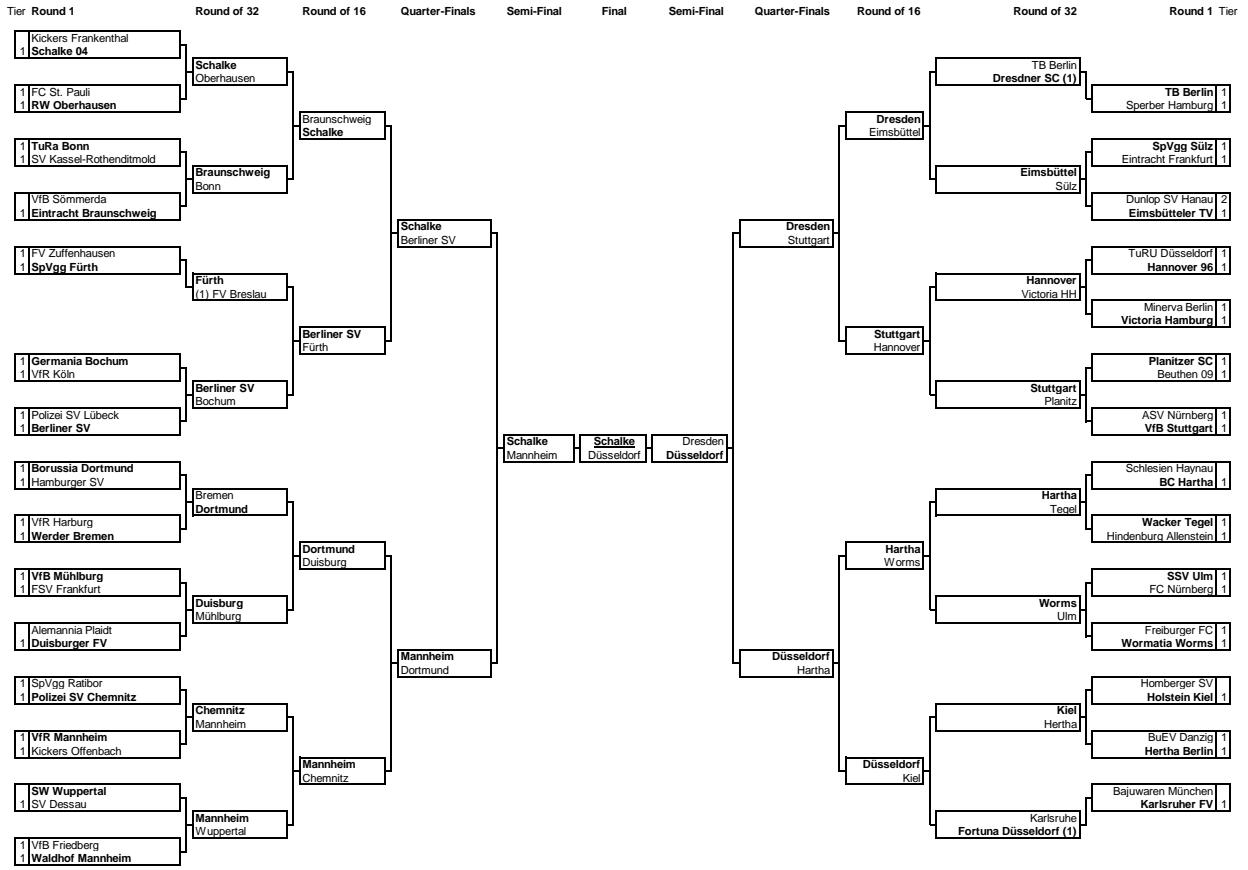 Tier Round 1 Round of 32 Round of 16 Quarter-Finals Semi-Final Final Semi-Final Quarter-Finals Round of 16 Round of 32 Round 1 Tier
Kickers Frankenthal
1 Schalke 04
Schalke
Oberhausen
1 FC St. Pauli
1 RW Oberhausen
Braunschweig
Schalke
1 TuRa Bonn
1 SV Kassel-Rothenditmold
Braunschweig
Bonn
VfB Sömmerda
1 Eintracht Braunschweig
Schalke
Berliner SV
1 FV Zuffenhausen
1 SpVgg Fürth
Fürth
(1) FV Breslau
Berliner SV
Fürth
1 Germania Bochum
1 VfR Köln
Berliner SV
Bochum
1 Polizei SV Lübeck
1 Berliner SV
Schalke
Mannheim
Schalke
Düsseldorf
Dresden
Düsseldorf
1 Borussia Dortmund
1 Hamburger SV
Bremen
Dortmund
1 VfR Harburg
1 Werder Bremen
Dortmund
Duisburg
1 VfB Mühlburg
1 FSV Frankfurt
Duisburg
Mühlburg
Alemannia Plaidt
1 Duisburger FV
Mannheim
Dortmund
1 SpVgg Ratibor
1 Polizei SV Chemnitz
Chemnitz
Mannheim
1 VfR Mannheim
1 Kickers Offenbach
Mannheim
Chemnitz
SW Wuppertal
1 SV Dessau
Mannheim
Wuppertal
1 VfB Friedberg
1 Waldhof Mannheim
TB Berlin
Dresdner SC (1)
TB Berlin 1
Sperber Hamburg 1
Dresden
Eimsbüttel
SpVgg Sülz 1
Eintracht Frankfurt 1
Eimsbüttel
Sülz
Dunlop SV Hanau 2
Eimsbütteler TV 1
Dresden
Stuttgart
TuRU Düsseldorf 1
Hannover 96 1
Hannover
Victoria HH
Minerva Berlin 1
Victoria Hamburg 1
Stuttgart
Hannover
Planitzer SC 1
Beuthen 09 1
Stuttgart
Planitz
ASV Nürnberg 1
VfB Stuttgart 1
Schlesien Haynau
BC Hartha 1
Hartha
Tegel
Wacker Tegel 1
Hindenburg Allenstein 1
Hartha
Worms
SSV Ulm 1
FC Nürnberg 1
Worms
Ulm
Freiburger FC 1
Wormatia Worms 1
Düsseldorf
Hartha
Homberger SV
Holstein Kiel 1
Kiel
Hertha
BuEV Danzig 1
Hertha Berlin 1
Düsseldorf
Kiel
Bajuwaren München
Karlsruher FV 1
Karlsruhe
Fortuna Düsseldorf (1)